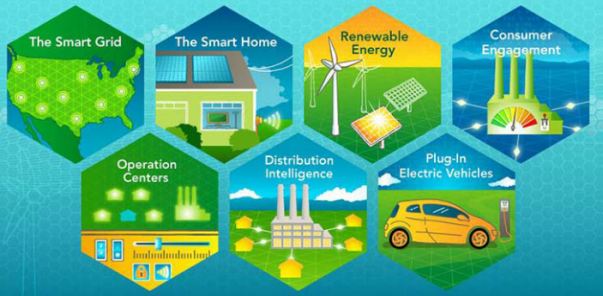 The Smart Grid
The Smart Home
Renewable
Energy
Consumer
Engagement
Operation
Centers
Distribution
Intelligence
Plug-In
Electric Vehicles